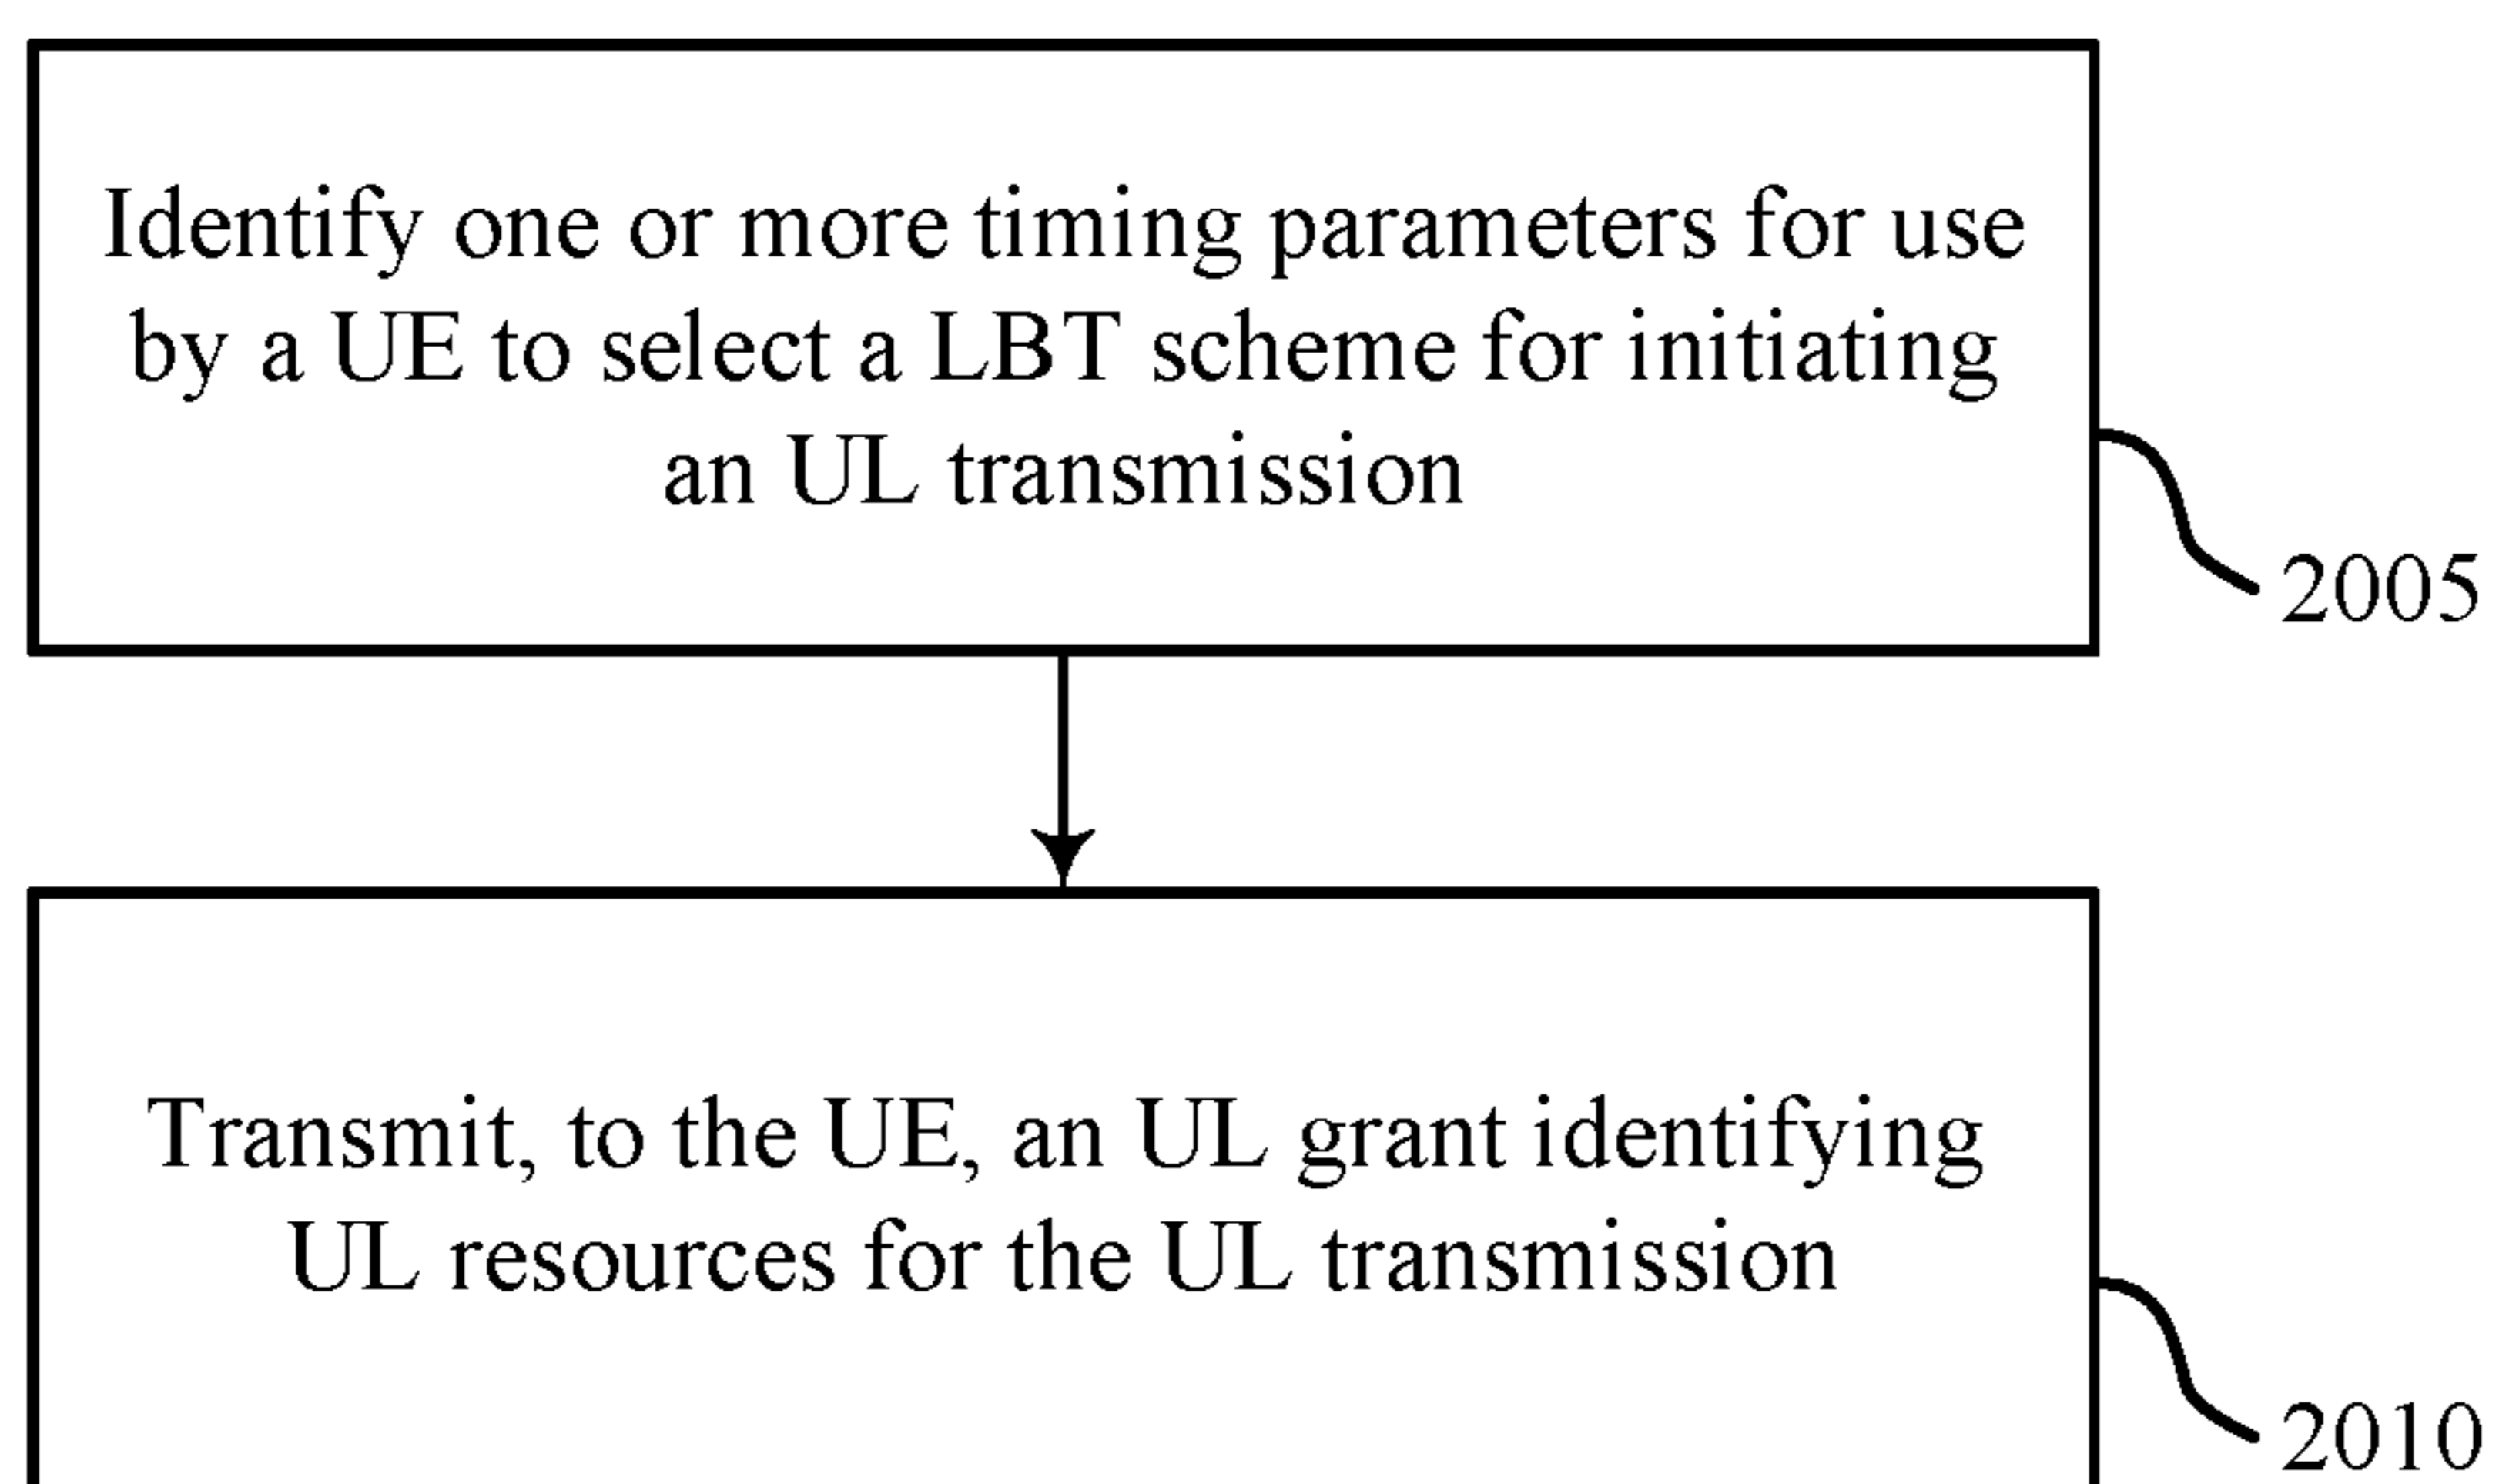 Identify one or more timing parameters for use
by a UE to select a LBT scheme for initiating
an UL transmission
2005
Transmit, to the UE, an UL grant identifying
UL resources for the UL transmission
2010